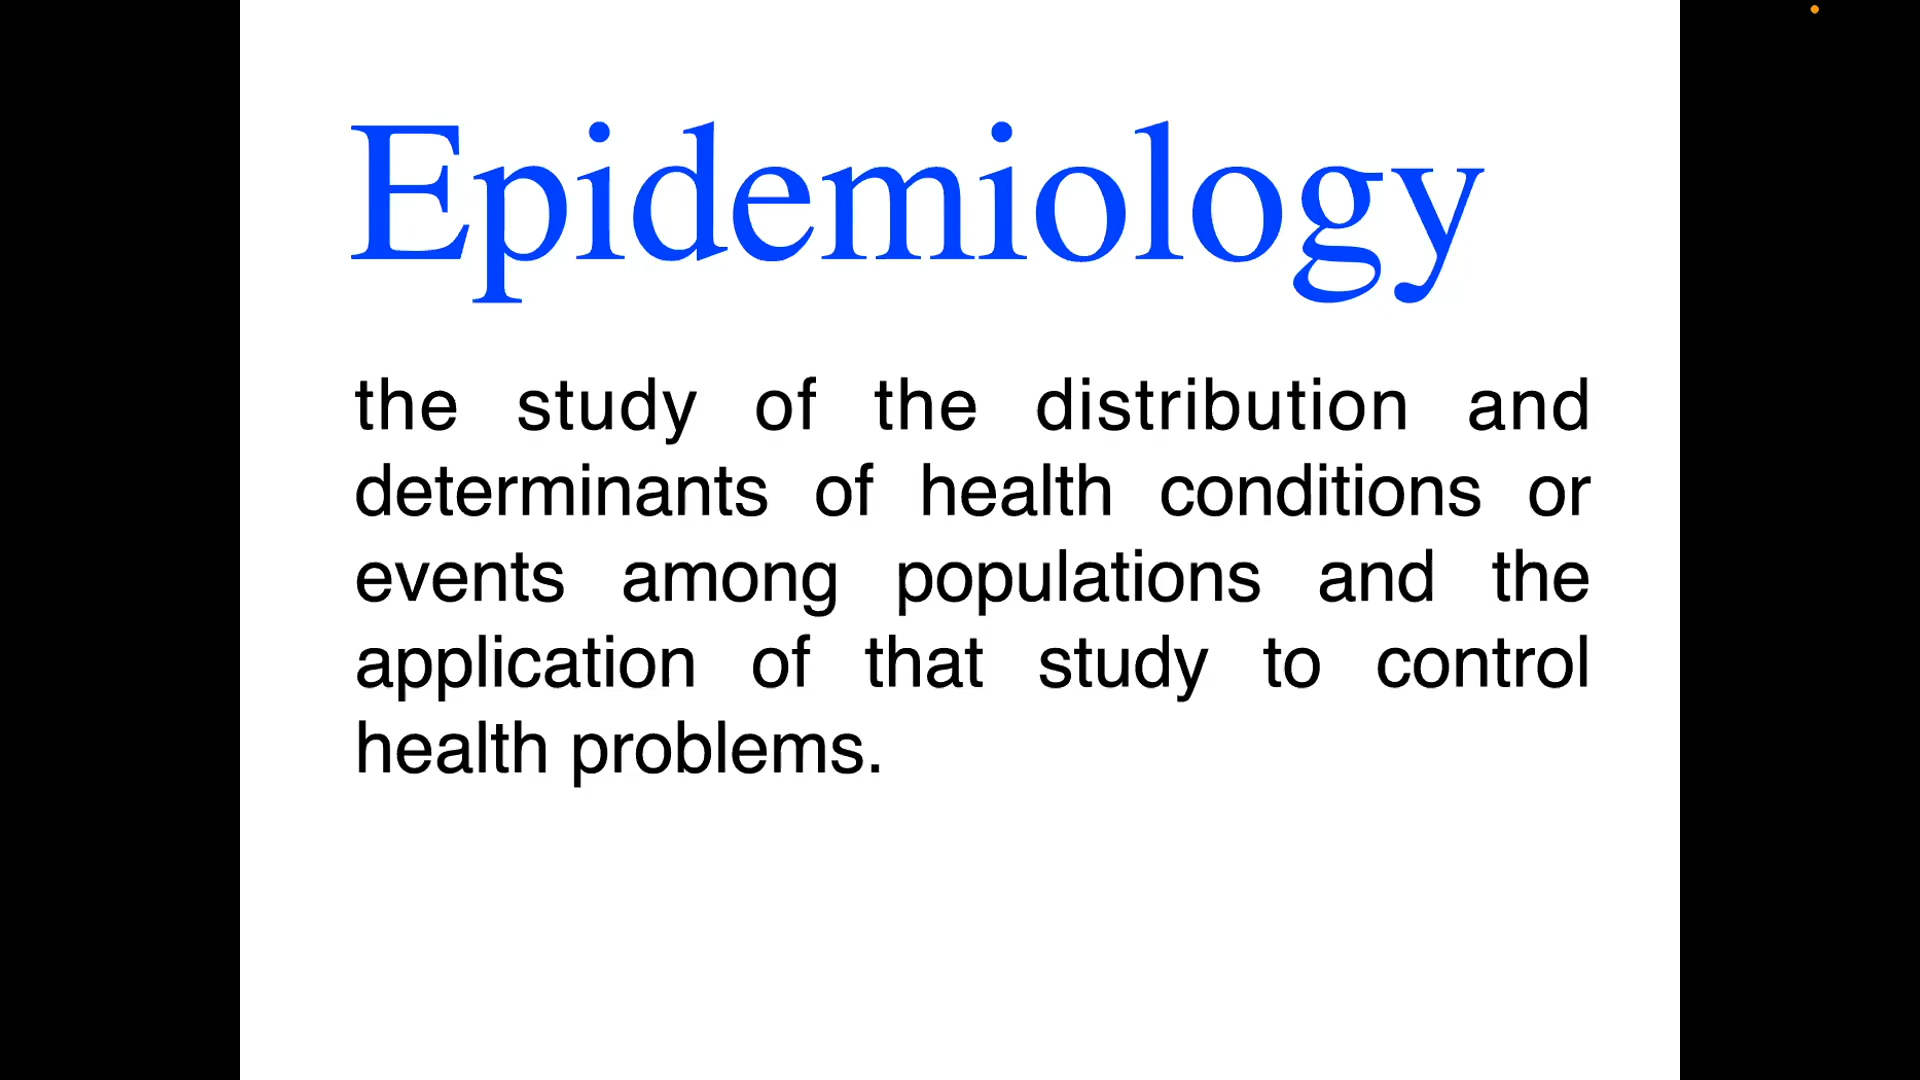 Epidemiology
the study of the distribution and
determinants of health conditions or
events among populations and the
application of that study to control
health problems.